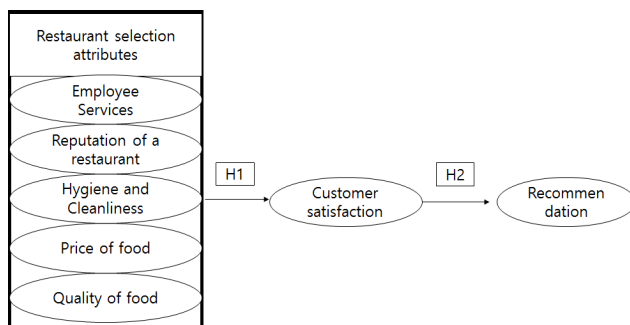 Restaurant selection
attributes
Employee
Services
Reputation of a
restaurant
Hygiene and
Cleanliness
Price of food
Quality of food
H1
Customer
satisfaction
H2
Recommen
dation